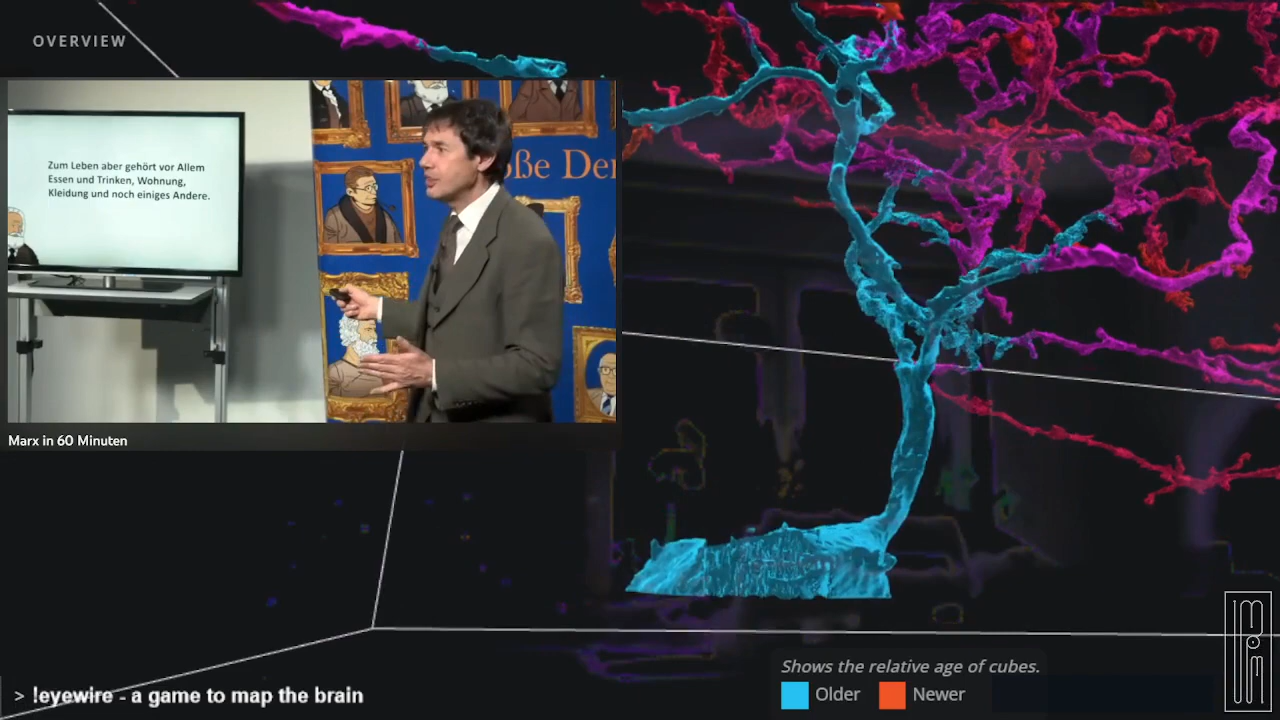 OVERVIEW
Zum Leben aber gehört vor Allem
Essen und Trinken, Wohnung,
Kleidung und noch einiges Andere.
oße Den
Marx in 60 Minuten
> !eyewire - a game to map the brain
Shows the relative age of cubes.
Older
Newer